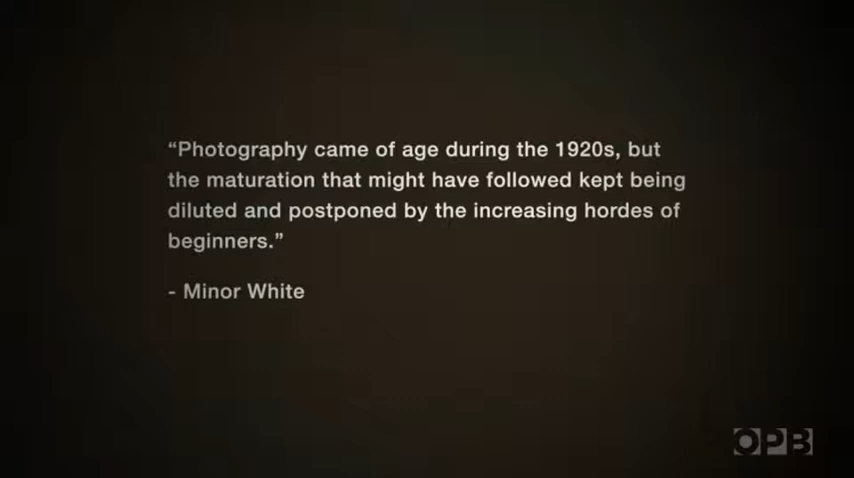 “Photography came of age during the 1920s, but
the maturation that might have followed kept being
diluted and postponed by the increasing hordes of
beginners.”
- Minor White
OPB